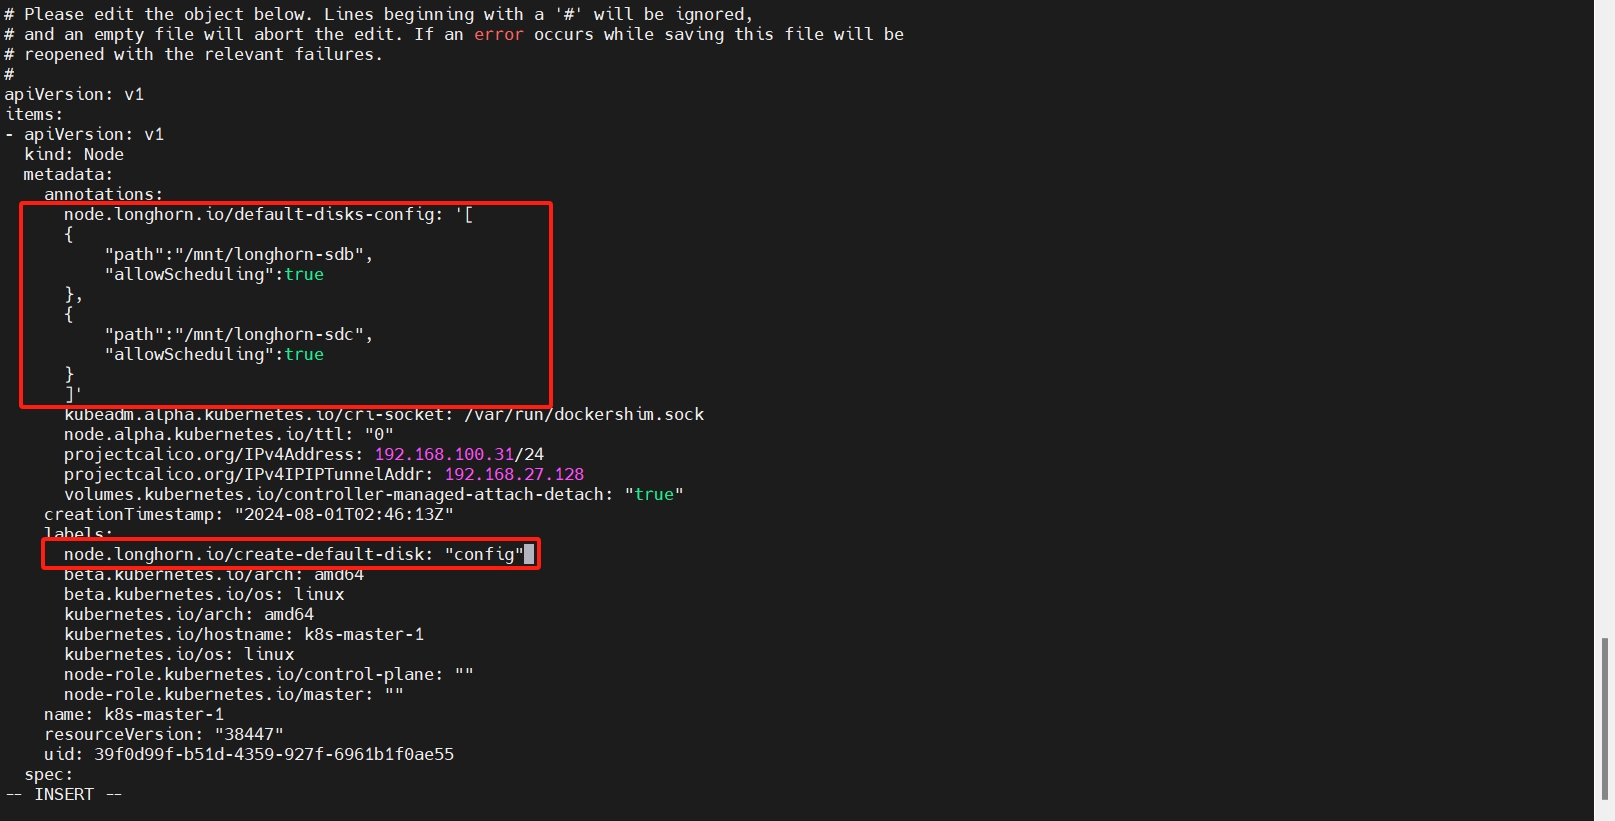 # Please edit the object below. Lines beginning with a '#' will be ignored,
# and an empty file will abort the edit. If an error occurs while saving this file will be
# reopened with the relevant failures.
#
apiVersion: v1
items:
- apiVersion: v1
  kind: Node
  metadata:
    annotations:
      node.longhorn.io/default-disks-config: '[
      {
          "path":"/mnt/longhorn-sdb",
          "allowScheduling":true
      },
      {
          "path":"/mnt/longhorn-sdc",
          "allowScheduling":true
      }
      ]'
      kubeadm.alpha.kubernetes.io/cri-socket: /var/run/dockershim.sock
      node.alpha.kubernetes.io/ttl: "0"
      projectcalico.org/IPv4Address: 192.168.100.31/24
      projectcalico.org/IPv4IPIPTunnelAddr: 192.168.27.128
      volumes.kubernetes.io/controller-managed-attach-detach: "true"
    creationTimestamp: "2024-08-01T02:46:13Z"
    labels:
      node.longhorn.io/create-default-disk: "config"
      beta.kubernetes.io/arch: amd64
      beta.kubernetes.io/os: linux
      kubernetes.io/arch: amd64
      kubernetes.io/hostname: k8s-master-1
      kubernetes.io/os: linux
      node-role.kubernetes.io/control-plane: ""
      node-role.kubernetes.io/master: ""
    name: k8s-master-1
    resourceVersion: "38447"
    uid: 39f0d99f-b51d-4359-927f-6961b1f0ae55
  spec:
-- INSERT --